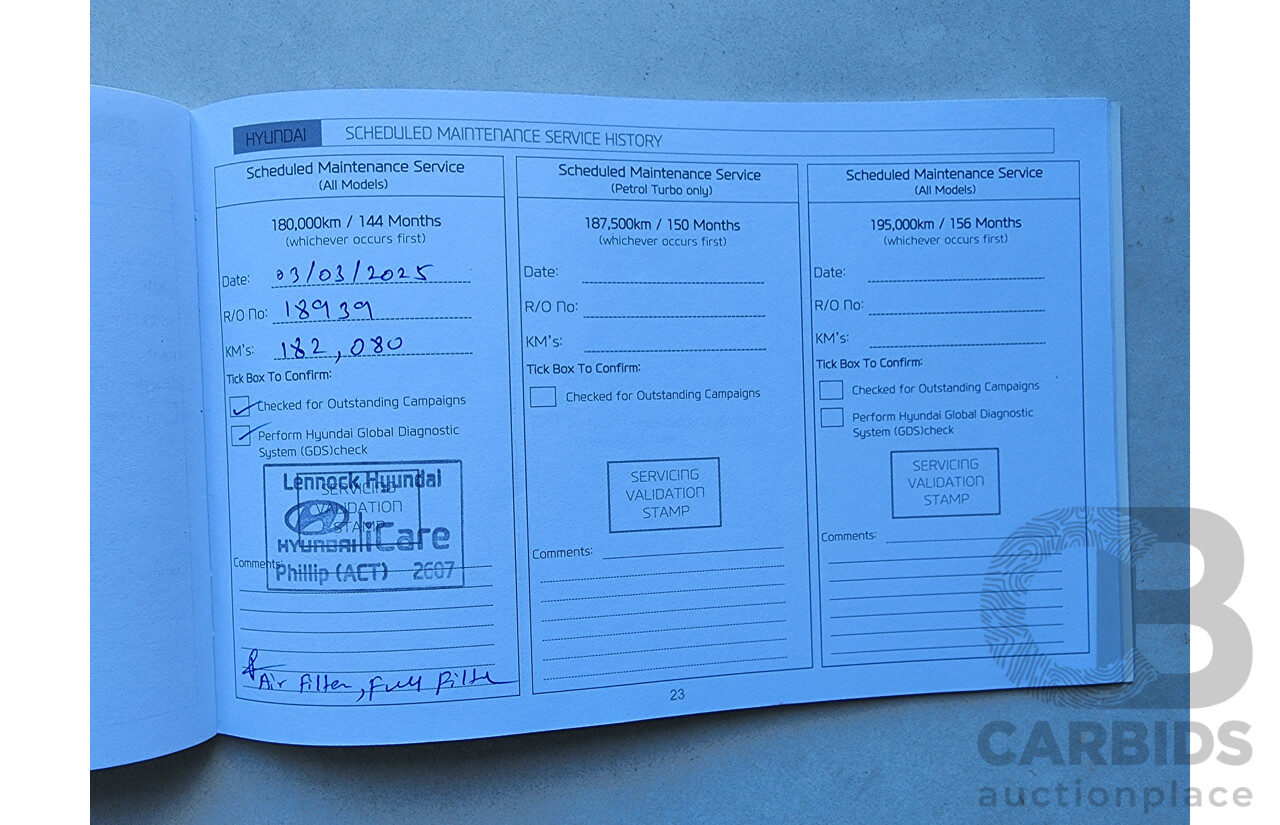 HYUNDAI SCHEDULED MAINTENANCE SERVICE HISTORY
Scheduled Maintenance Service
(All Models)
180,000km / 144 Months
(whichever occurs first)
Date: 03/03/2025
R/O No: 18939
KM's: 182,080
Tick Box To Confirm:
Checked for Outstanding Campaigns
Perform Hyundai Global Diagnostic
System (GDS)check
Lennock Hyundai
SERVICING
VALIDATION
STAMP
HYUNDAI iCare
Comments:
Phillip (ACT) 2607
Air Filter, Fuel Filte
Scheduled Maintenance Service
(Petrol Turbo only)
187,500km / 150 Months
(whichever occurs first)
Date:
R/O No:
KM's:
Tick Box To Confirm:
Checked for Outstanding Campaigns
SERVICING
VALIDATION
STAMP
Comments:
Scheduled Maintenance Service
(All Models)
195,000km / 156 Months
(whichever occurs first)
Date:
R/O No:
KM's:
Tick Box To Confirm:
Checked for Outstanding Campaigns
Perform Hyundai Global Diagnostic
System (GDS)check
SERVICING
VALIDATION
STAMP
Comments:
23
CB
CARBIDS
auctionplace